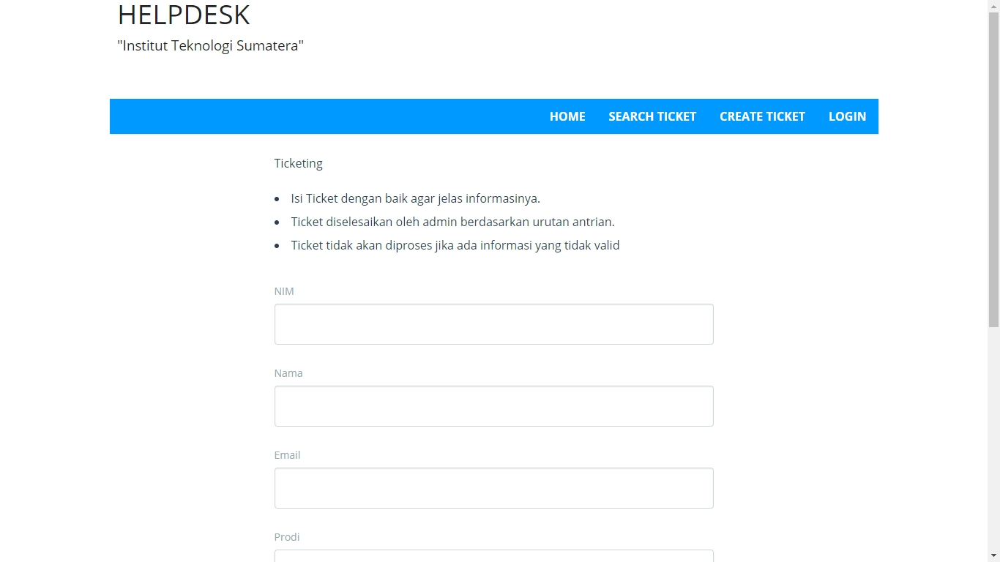 HELPDESK
"Institut Teknologi Sumatera"
HOME SEARCH TICKET CREATE TICKET LOGIN
Ticketing
Isi Ticket dengan baik agar jelas informasinya.
Ticket diselesaikan oleh admin berdasarkan urutan antrian.
Ticket tidak akan diproses jika ada informasi yang tidak valid
NIM
Nama
Email
Prodi